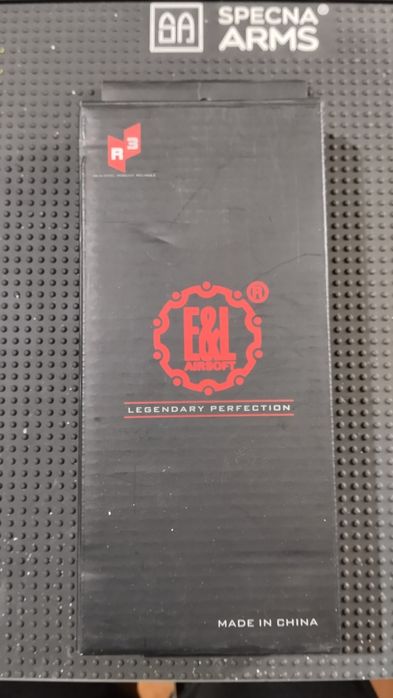 SPECNA®
ARMS
R3
®
E&L
AIRSOFT
LEGENDARY PERFECTION
MADE IN CHINA